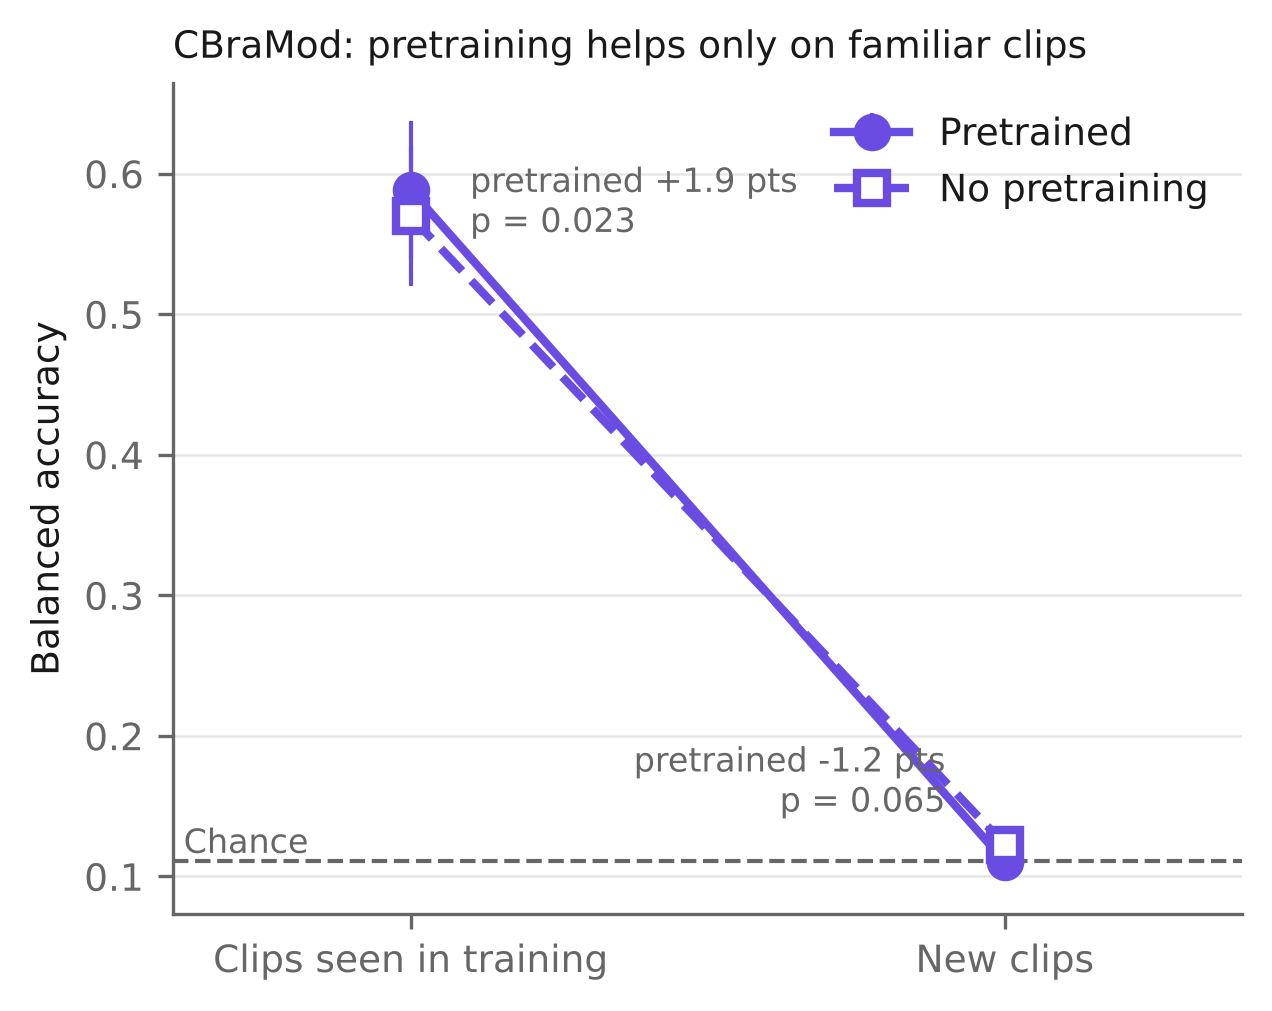 CBraMod: pretraining helps only on familiar clips
Pretrained
No pretraining
pretrained +1.9 pts
p = 0.023
Balanced accuracy
0.6
0.5
0.4
0.3
0.2
0.1
pretrained -1.2 pts
p = 0.065
Chance
Clips seen in training
New clips